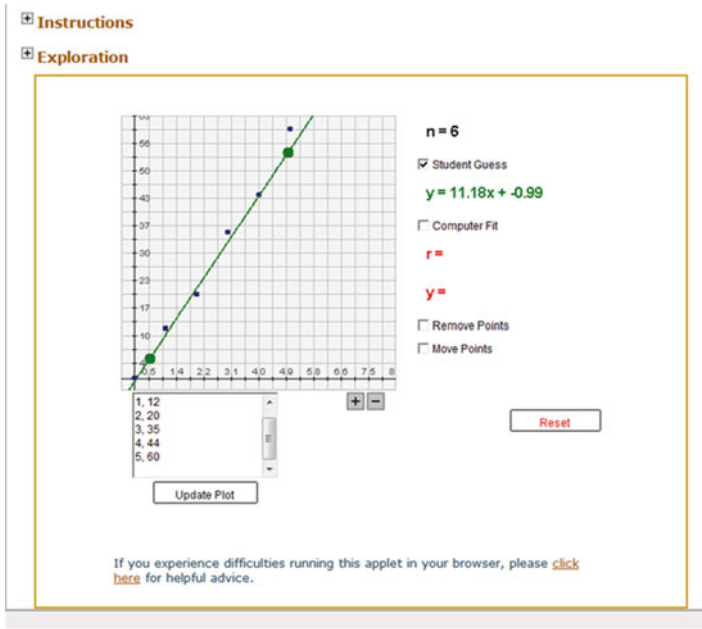 Instructions
Exploration
63
56
50
43
37
30
23
17
10
0.5 1.4 2.2 3.1 4.0 4.9 5.8 6.6 7.5 8
n = 6
Student Guess
y = 11.18x + -0.99
Computer Fit
r =
y =
Remove Points
Move Points
1, 12
2, 20
3, 35
4, 44
5, 60
+ −
Reset
Update Plot
If you experience difficulties running this applet in your browser, please click
here for helpful advice.